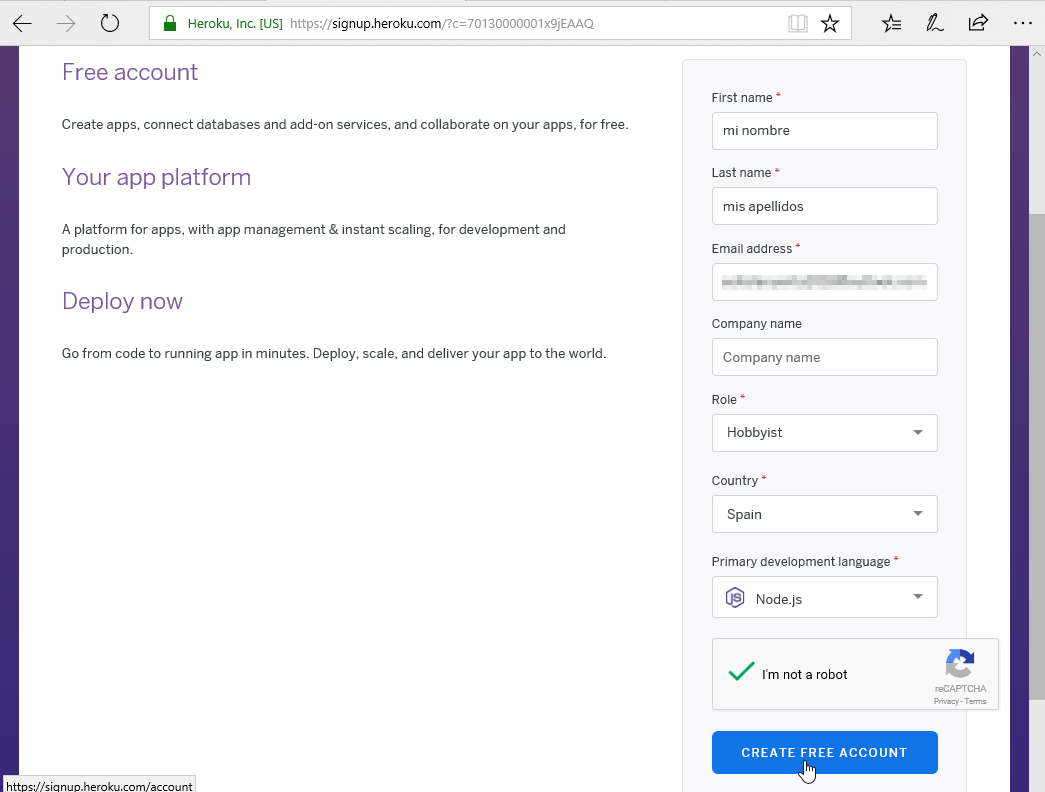 Heroku, Inc. [US] https://signup.heroku.com/?c=70130000001x9jEAAQ
Free account
Create apps, connect databases and add-on services, and collaborate on your apps, for free.
Your app platform
A platform for apps, with app management & instant scaling, for development and
production.
Deploy now
Go from code to running app in minutes. Deploy, scale, and deliver your app to the world.
First name *
mi nombre
Last name *
mis apellidos
Email address *
Company name
Company name
Role *
Hobbyist
Country *
Spain
Primary development language *
JS Node.js
I'm not a robot
reCAPTCHA
Privacy - Terms
CREATE FREE ACCOUNT
https://signup.heroku.com/account